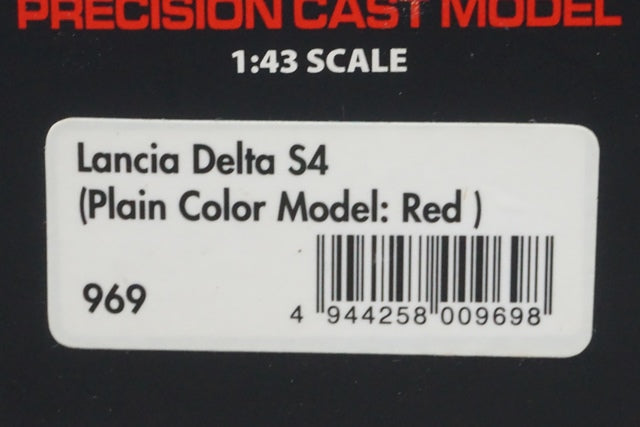 PRECISION CAST MODEL
1:43 SCALE
Lancia Delta S4
(Plain Color Model: Red )
969
4 944258 009698